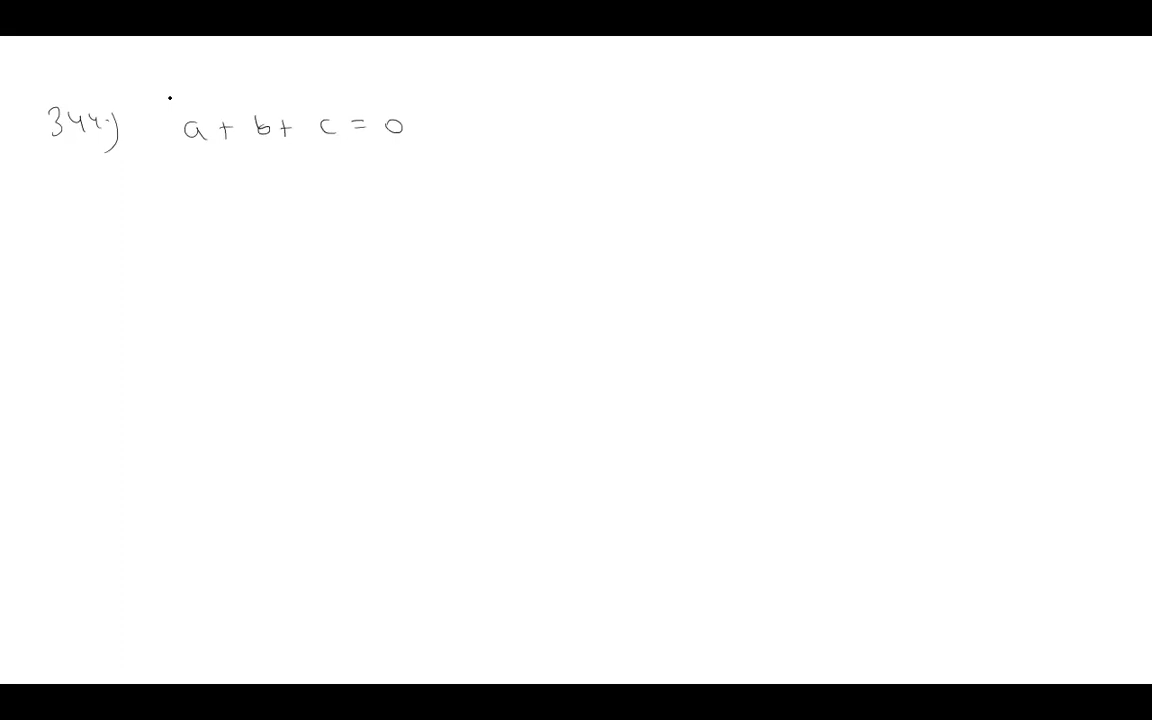 344.) a + b + c = 0